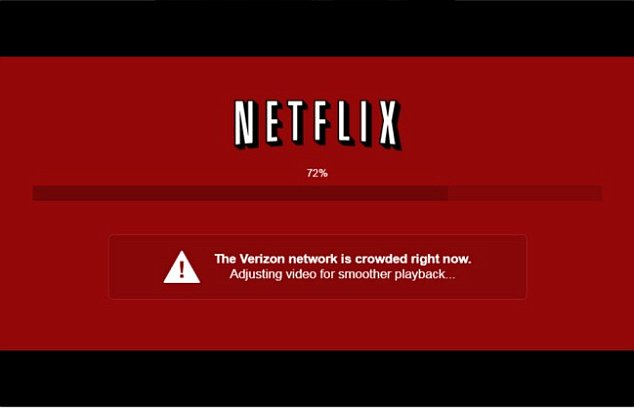 NETFLIX
72%
The Verizon network is crowded right now.
Adjusting video for smoother playback...